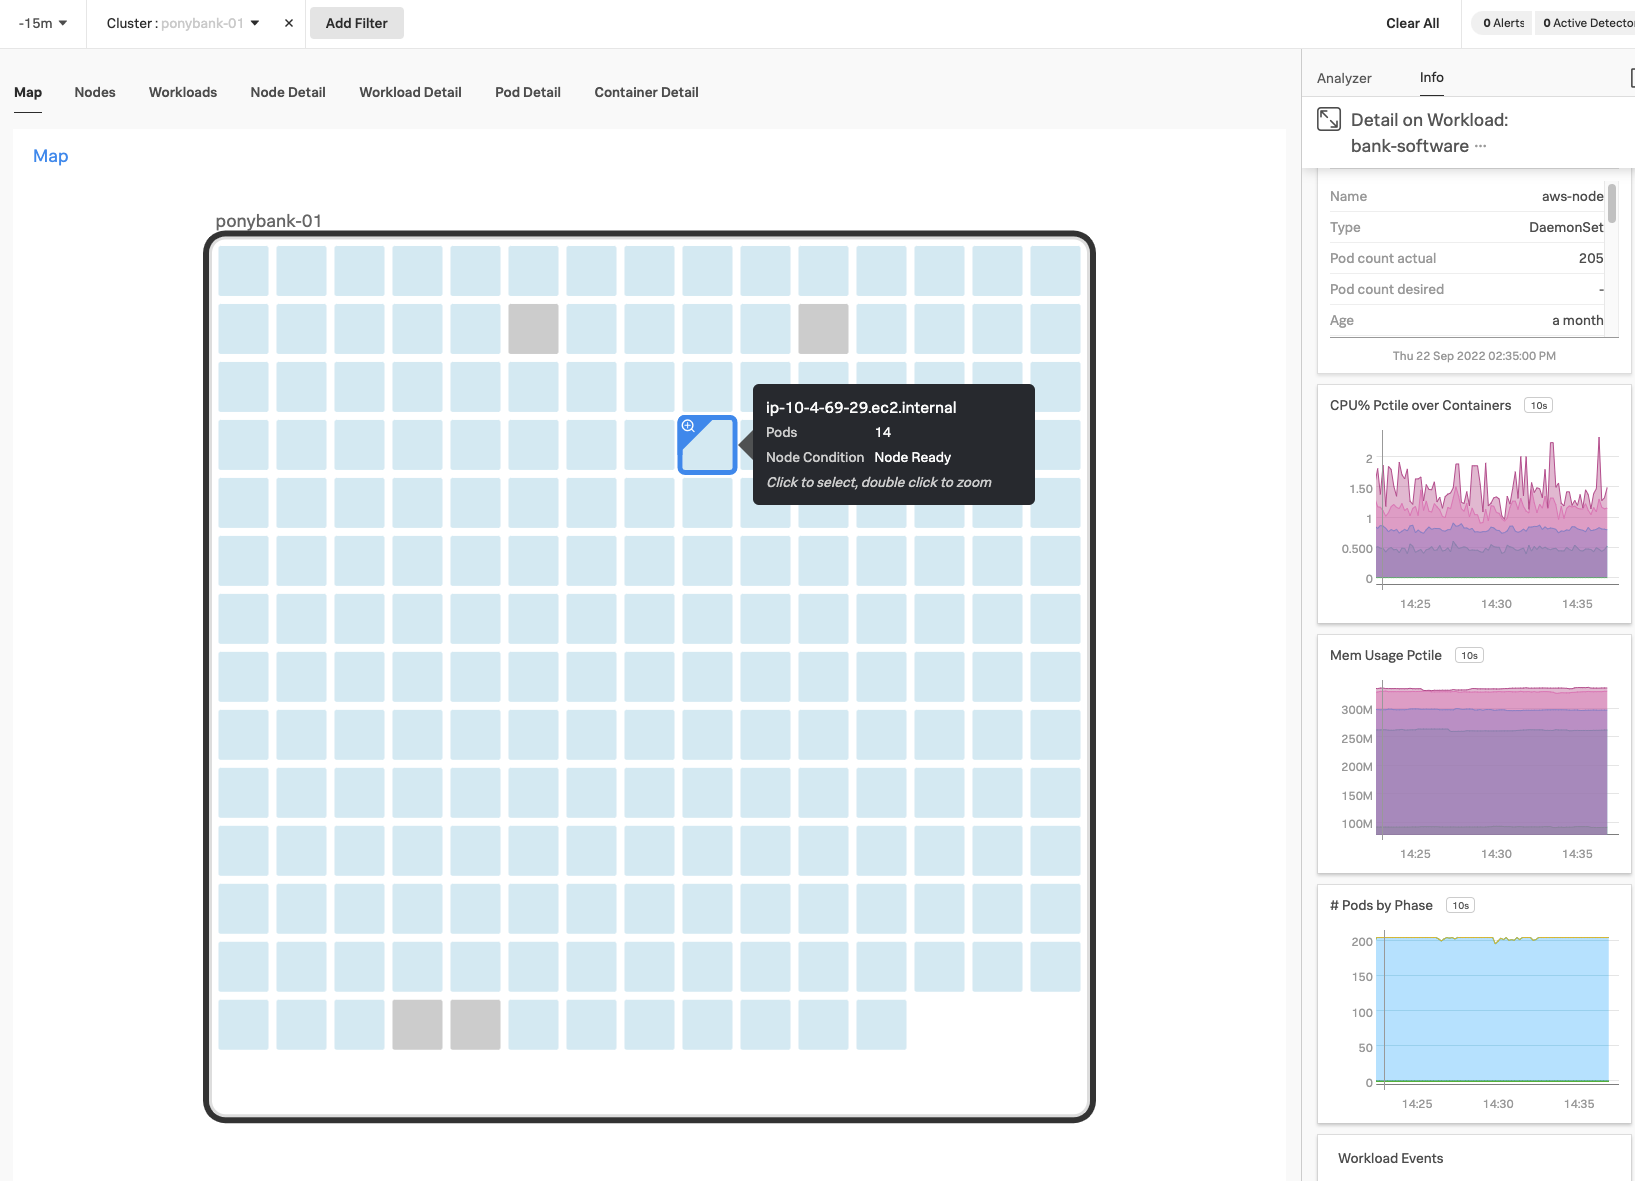 -15m
Cluster : ponybank-01
Add Filter
Clear All
0 Alerts
0 Active Detecto
Map
Nodes
Workloads
Node Detail
Workload Detail
Pod Detail
Container Detail
Map
ponybank-01
ip-10-4-69-29.ec2.internal
Pods 14
Node Condition Node Ready
Click to select, double click to zoom
Analyzer
Info
Detail on Workload:
bank-software ···
Name aws-node
Type DaemonSet
Pod count actual 205
Pod count desired -
Age a month
Thu 22 Sep 2022 02:35:00 PM
CPU% Pctile over Containers 10s
2
1.50
1
0.500
0
14:25 14:30 14:35
Mem Usage Pctile 10s
300M
250M
200M
150M
100M
14:25 14:30 14:35
# Pods by Phase 10s
200
150
100
50
0
14:25 14:30 14:35
Workload Events